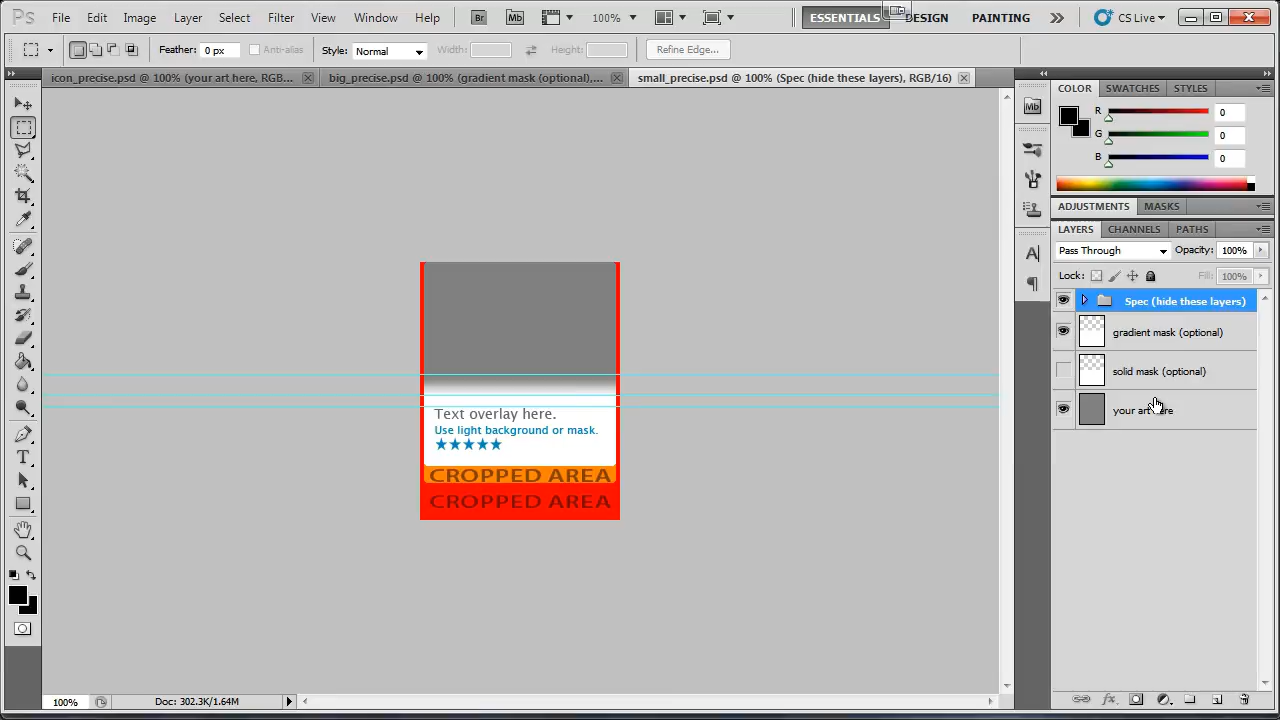 Ps File Edit Image Layer Select Filter View Window Help Br Mb 100% ESSENTIALS DESIGN PAINTING CS Live
Feather: 0 px Anti-alias Style: Normal Width: Height: Refine Edge...
icon_precise.psd @ 100% (your art here, RGB... big_precise.psd @ 100% (gradient mask (optional),... small_precise.psd @ 100% (Spec (hide these layers), RGB/16)
COLOR SWATCHES STYLES
R 0
G 0
B 0
ADJUSTMENTS MASKS
LAYERS CHANNELS PATHS
Pass Through Opacity: 100%
Lock: Fill: 100%
Spec (hide these layers)
gradient mask (optional)
solid mask (optional)
your art here
Text overlay here.
Use light background or mask.
★★★★★
CROPPED AREA
CROPPED AREA
100% Doc: 302.3K/1.64M